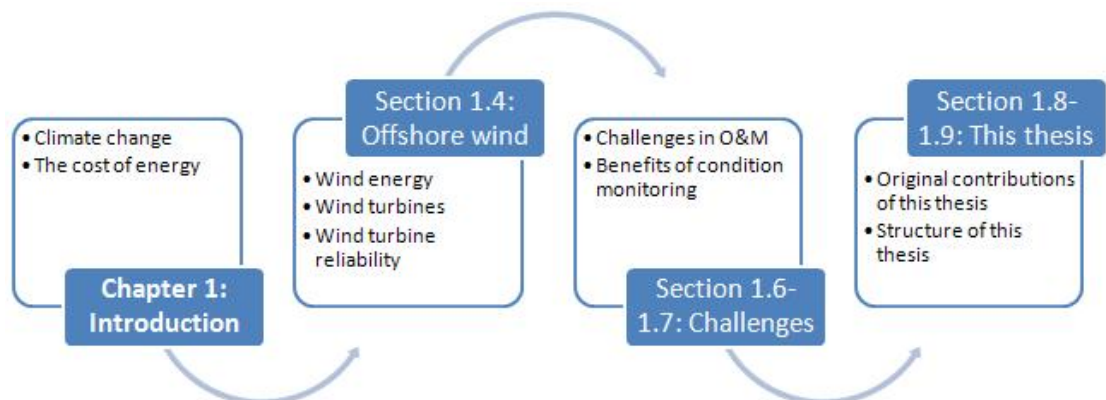 • Climate change
• The cost of energy
Chapter 1:
Introduction
Section 1.4:
Offshore wind
• Wind energy
• Wind turbines
• Wind turbine
reliability
• Challenges in O&M
• Benefits of condition
monitoring
Section 1.6-
1.7: Challenges
Section 1.8-
1.9: This thesis
• Original contributions
of this thesis
• Structure of this
thesis